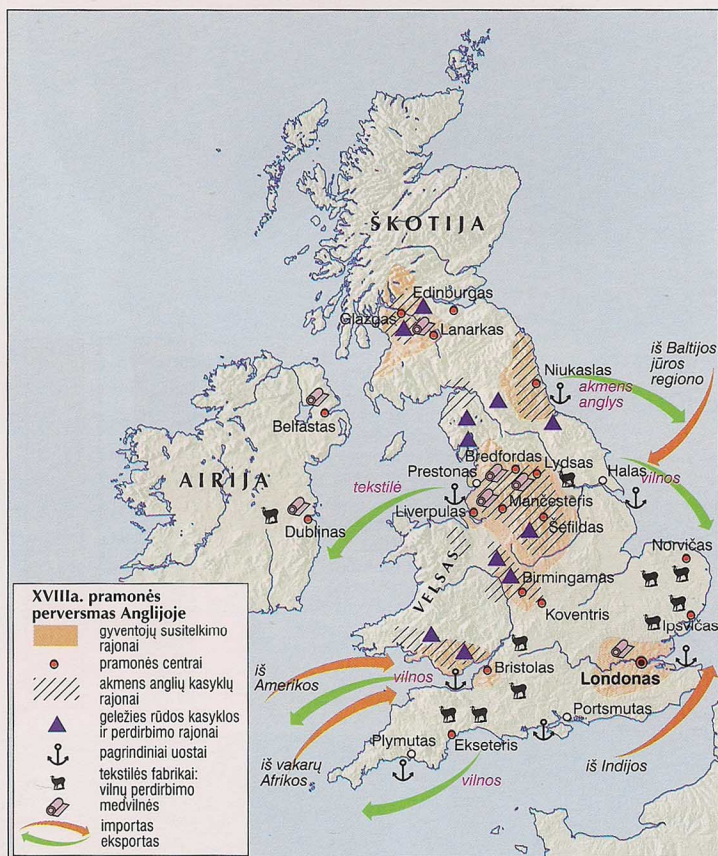 ŠKOTIJA
Edinburgas
Glazgas
Lanarkas
Niukaslas
akmens
anglys
iš Baltijos
jūros
regiono
Belfastas
AIRIJA
Dublinas
tekstilė
Prestonas
Bredfordas
Lydsas
Halas
vilnos
Liverpulas
Mančesteris
Šefildas
VELSAS
Birmingamas
Koventris
Norvičas
Ipsvičas
Londonas
Bristolas
Portsmutas
Plymutas
Ekseteris
iš
Amerikos
vilnos
iš vakarų
Afrikos
vilnos
iš Indijos
XVIIIa. pramonės
perversmas Anglijoje
gyventojų susitelkimo
rajonai
pramonės centrai
akmens anglių kasyklų
rajonai
geležies rūdos kasyklos
ir perdirbimo rajonai
pagrindiniai uostai
tekstilės fabrikai:
vilnų perdirbimo
medvilnės
importas
eksportas